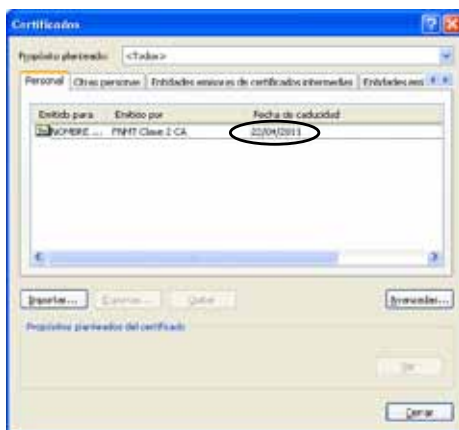 Certificados
Propósito planteado: <Todos>
Personal Otras personas Entidades emisoras de certificados intermedias Entidades emi
Emitido para Emitido por Fecha de caducidad
NOMBRE ... FNMT Clase 2 CA 22/04/2011
Importar... Exportar... Quitar Avanzadas...
Propósitos planteados del certificado
Ver
Cerrar